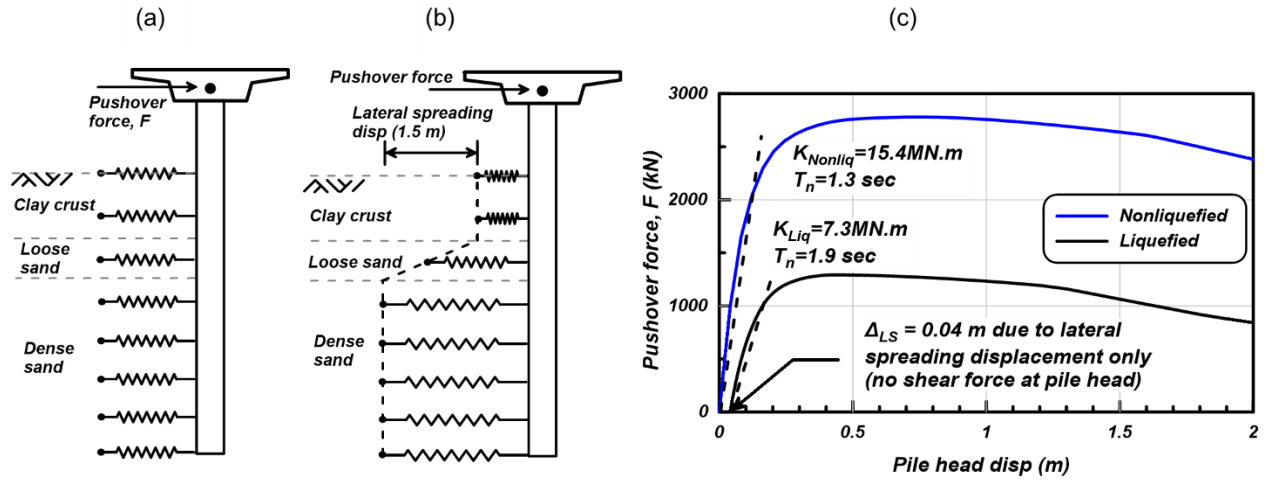 (a)
Pushover
force, F
Clay crust
Loose
sand
Dense
sand
(b)
Pushover force
Lateral spreading
disp (1.5 m)
Clay crust
Loose sand
Dense
sand
(c)
Pushover force, F (kN)
3000
2000
1000
0
K_Nonliq=15.4MN.m
T_n=1.3 sec
K_Liq=7.3MN.m
T_n=1.9 sec
Nonliquefied
Liquefied
Δ_LS = 0.04 m due to lateral
spreading displacement only
(no shear force at pile head)
0
0.5
1
1.5
2
Pile head disp (m)